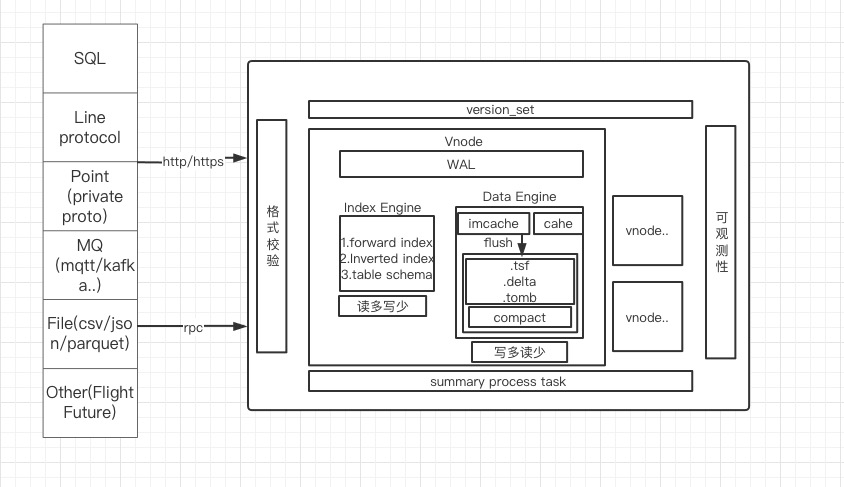 SQL
Line
protocol
Point
(private
proto)
MQ
(mqtt/kafk
a..)
File(csv/jso
n/parquet)
Other(Flight
Future)
http/https
rpc
格
式
校
验
version_set
Vnode
WAL
Index Engine
1.forward index
2.Inverted index
3.table schema
读多写少
Data Engine
imcache
cahe
flush
.tsf
.delta
.tomb
compact
写多读少
vnode..
vnode..
summary process task
可
观
测
性